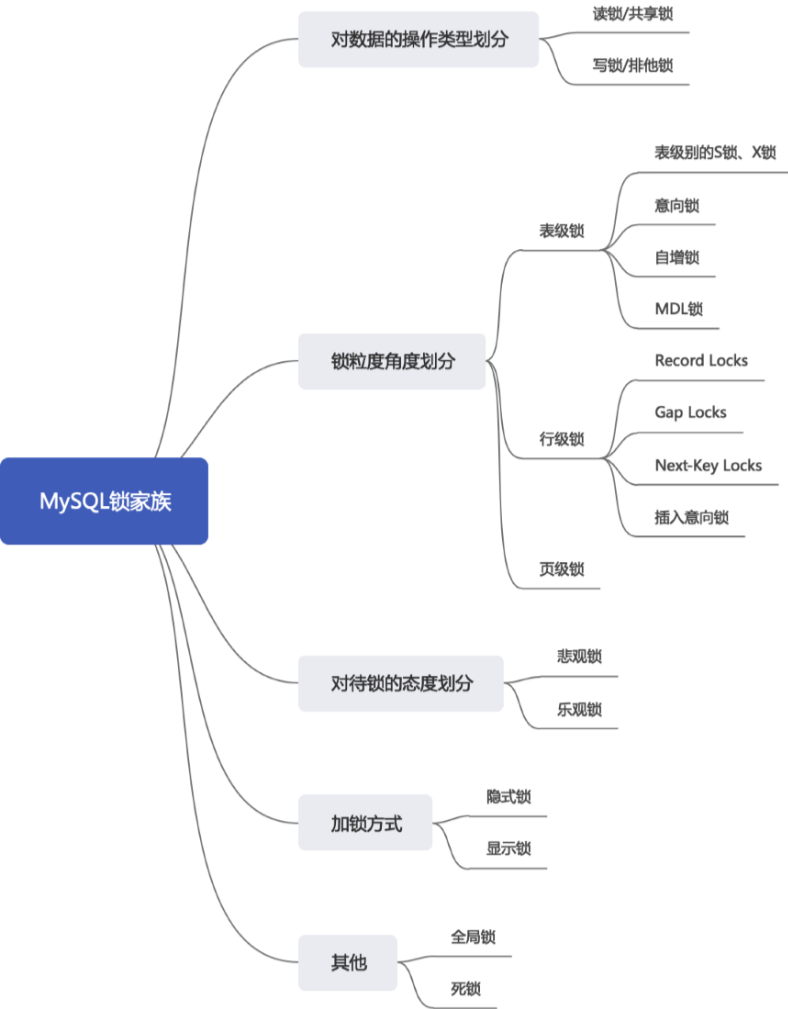 MySQL锁家族
对数据的操作类型划分
读锁/共享锁
写锁/排他锁
锁粒度角度划分
表级锁
表级别的S锁、X锁
意向锁
自增锁
MDL锁
行级锁
Record Locks
Gap Locks
Next-Key Locks
插入意向锁
页级锁
对待锁的态度划分
悲观锁
乐观锁
加锁方式
隐式锁
显示锁
其他
全局锁
死锁